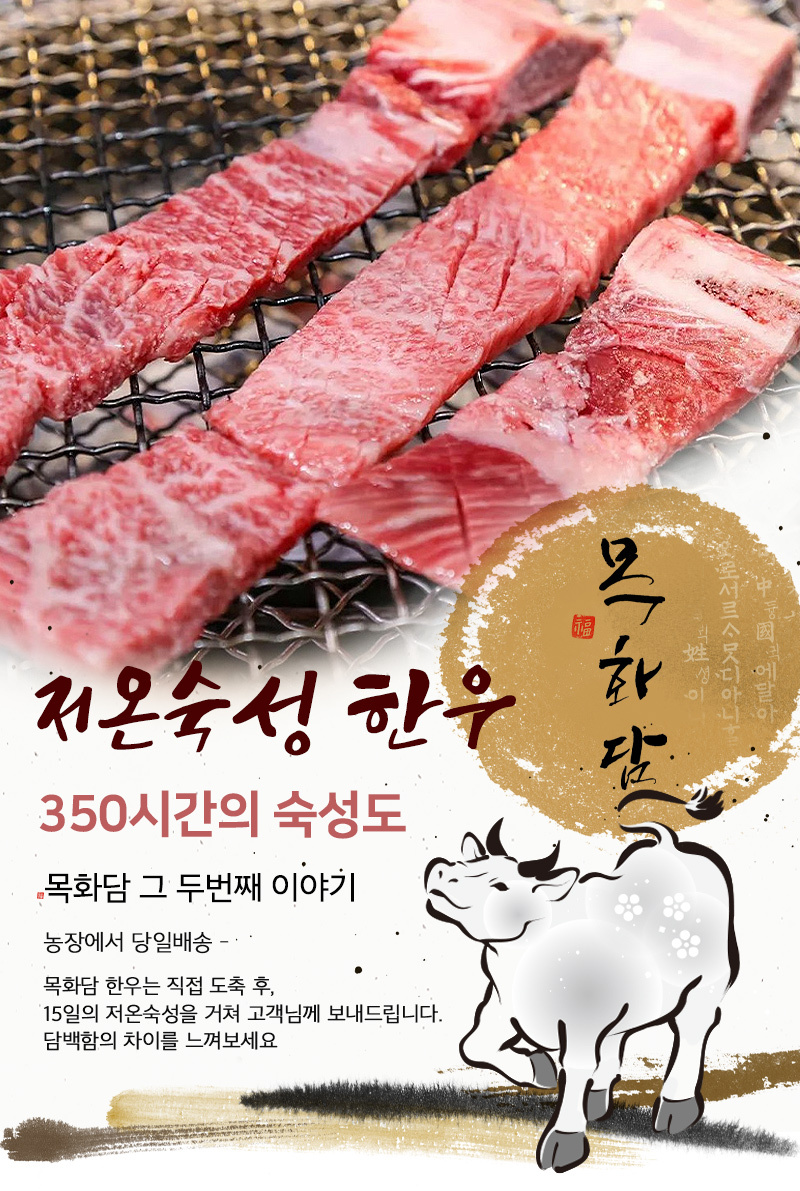 목화담
福
저온숙성 한우
350시간의 숙성도
목화담 그 두번째 이야기
농장에서 당일배송 -
목화담 한우는 직접 도축 후,
15일의 저온숙성을 거쳐 고객님께 보내드립니다.
담백함의 차이를 느껴보세요